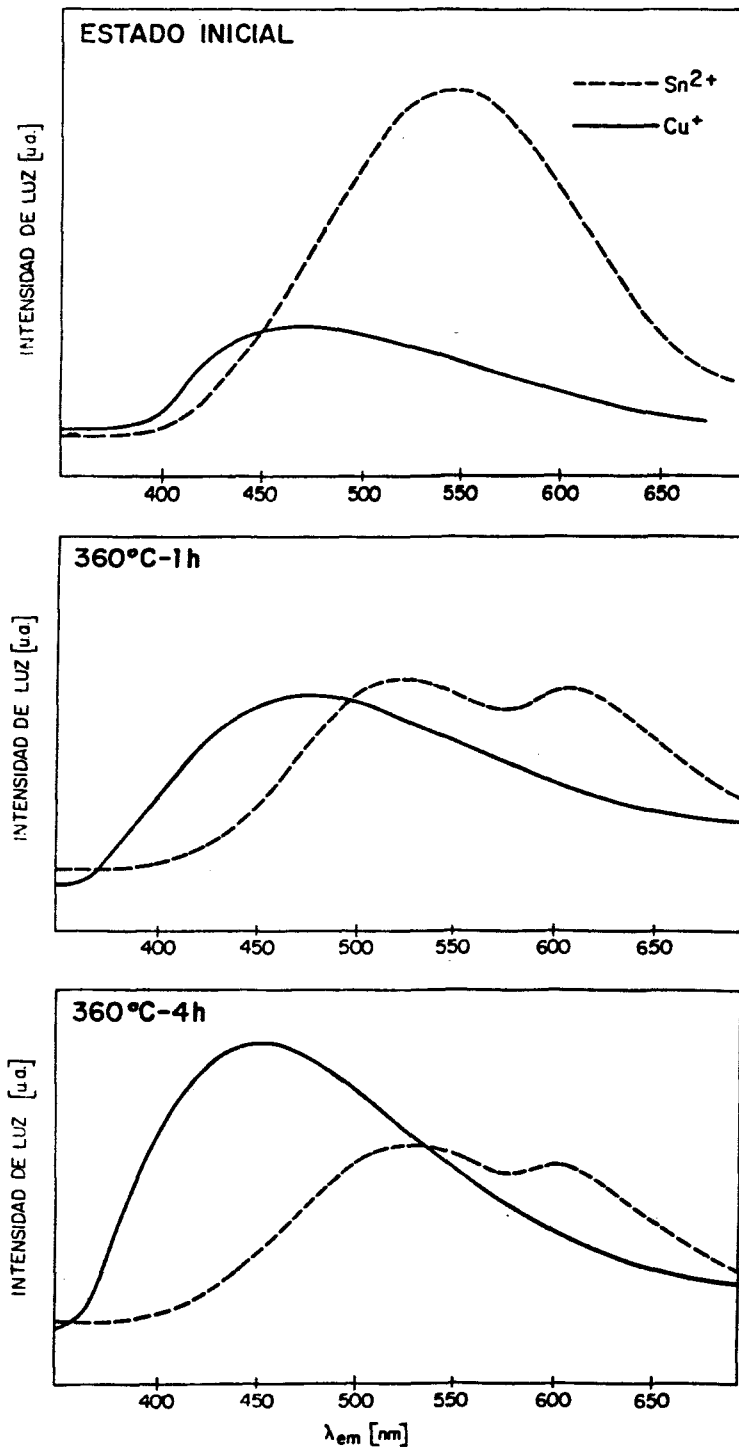 ESTADO INICIAL
Sn2+
Cu+
INTENSIDAD DE LUZ [u.a.]
400 450 500 550 600 650
360°C-1h
INTENSIDAD DE LUZ [u.a.]
400 450 500 550 600 650
360°C-4h
INTENSIDAD DE LUZ [u.a.]
400 450 500 550 600 650
λem [nm]